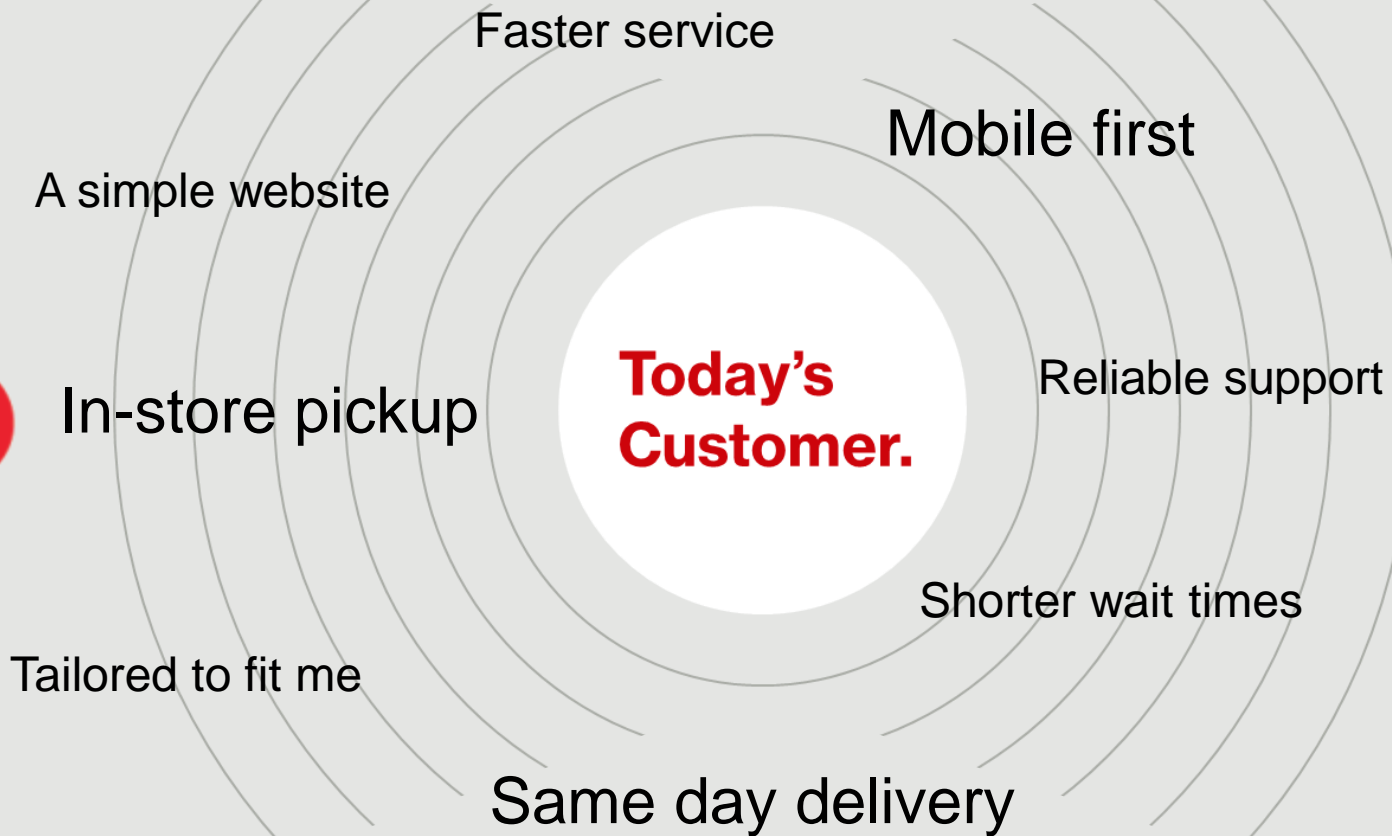 Faster service
Mobile first
A simple website
Today’s
Customer.
Reliable support
In-store pickup
Shorter wait times
Tailored to fit me
Same day delivery